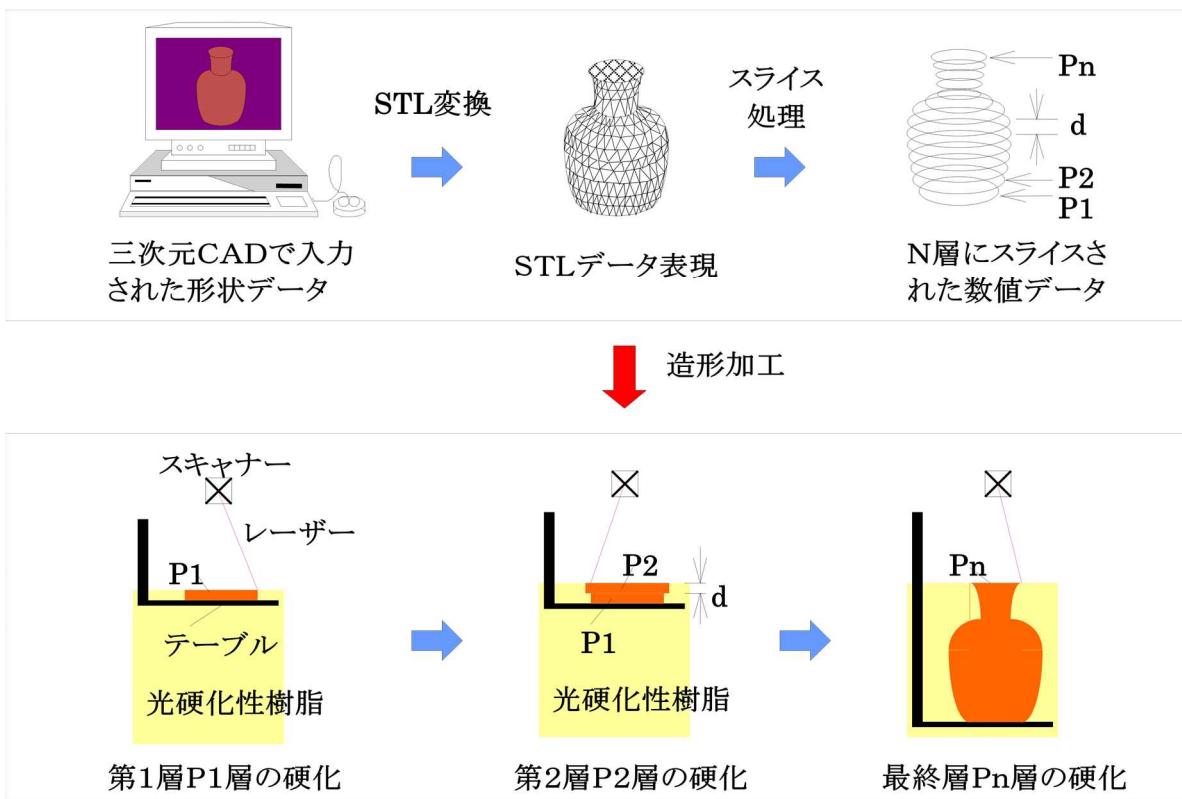 STL変換
スライス
処理
Pn
d
P2
P1
三次元CADで入力
された形状データ
STLデータ表現
N層にスライスさ
れた数値データ
造形加工
スキャナー
レーザー
P1
テーブル
光硬化性樹脂
第1層P1層の硬化
P2
d
P1
光硬化性樹脂
第2層P2層の硬化
Pn
最終層Pn層の硬化